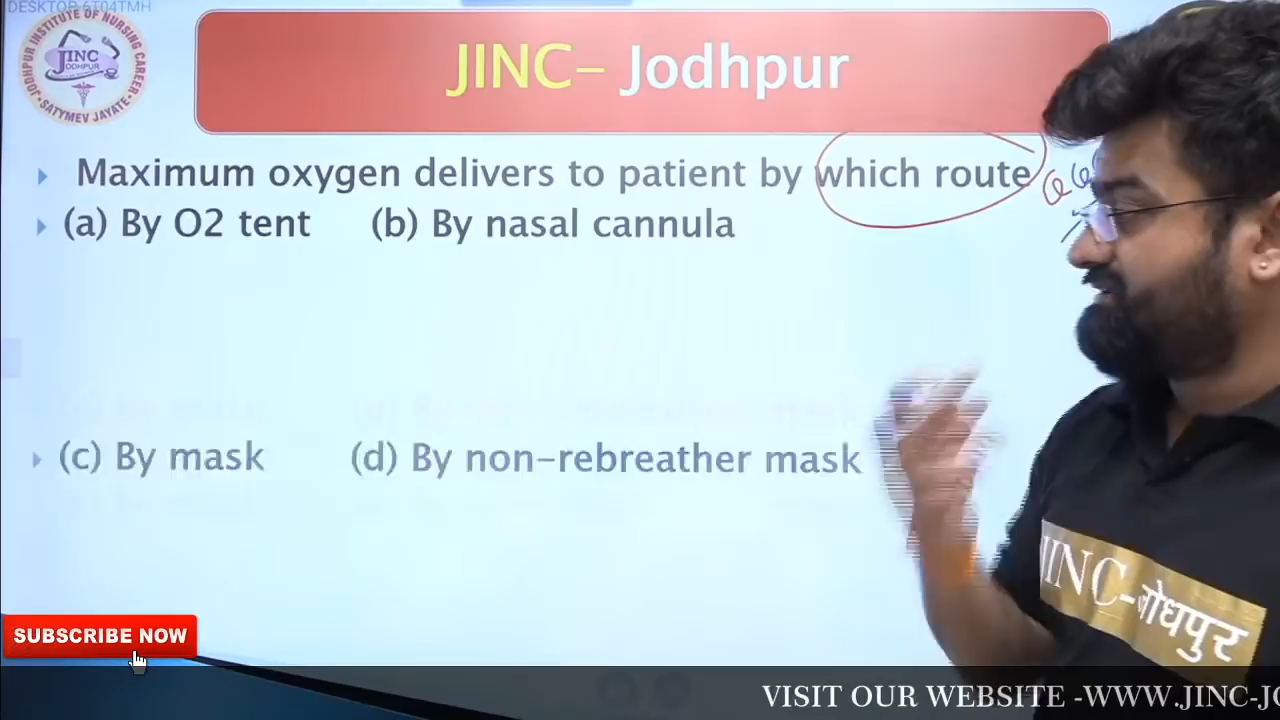 DESKTOP-6T04TMH
JODHPUR INSTITUTE OF NURSING CAREER
JINC
JODHPUR
SATYMEV JAYATE
JINC– Jodhpur
Maximum oxygen delivers to patient by which route
(a) By O2 tent (b) By nasal cannula
(c) By mask (d) By non–rebreather mask
JINC-जोधपुर
SUBSCRIBE NOW
VISIT OUR WEBSITE -WWW.JINC-JO